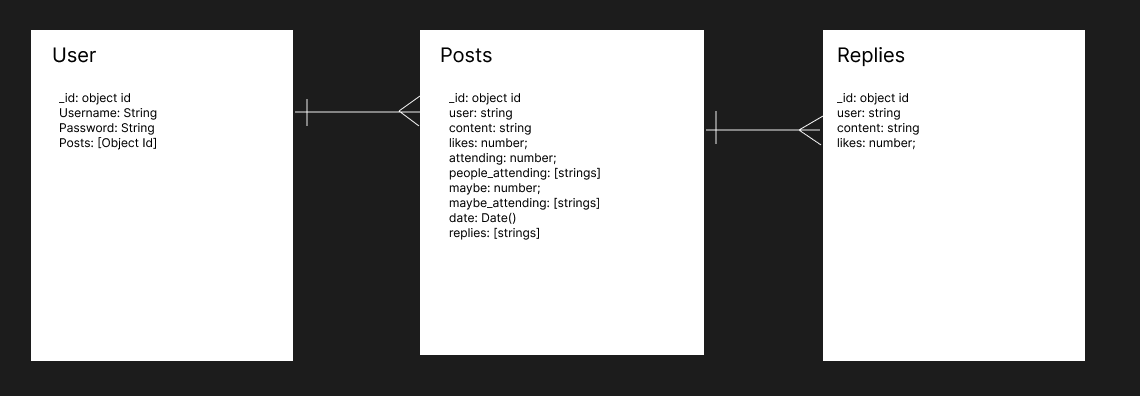 User
_id: object id
Username: String
Password: String
Posts: [Object Id]
Posts
_id: object id
user: string
content: string
likes: number;
attending: number;
people_attending: [strings]
maybe: number;
maybe_attending: [strings]
date: Date()
replies: [strings]
Replies
_id: object id
user: string
content: string
likes: number;